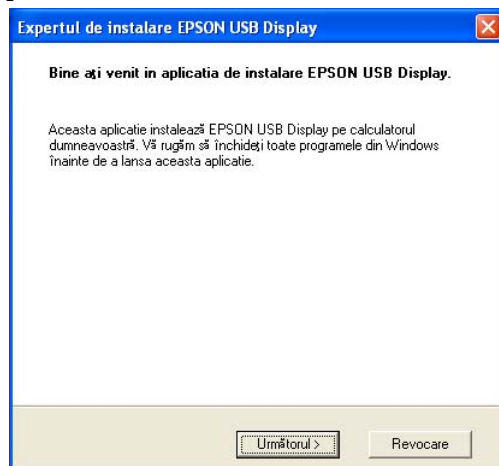 Expertul de instalare EPSON USB Display
Bine aţi venit in aplicatia de instalare EPSON USB Display.
Aceasta aplicatie instalează EPSON USB Display pe calculatorul
dumneavoastră. Vă rugăm să închideţi toate programele din Windows
înainte de a lansa aceasta aplicatie.
Următorul >
Revocare